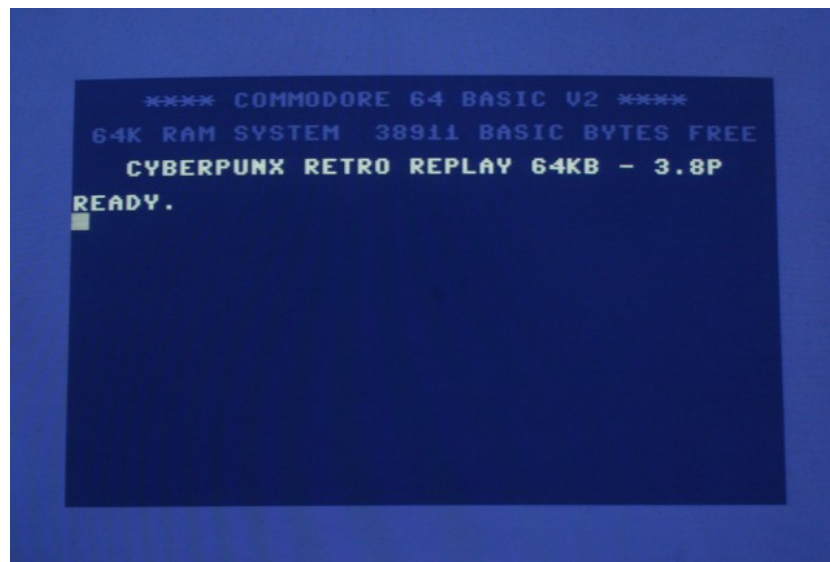 **** COMMODORE 64 BASIC V2 ****
64K RAM SYSTEM  38911 BASIC BYTES FREE
CYBERPUNX RETRO REPLAY 64KB - 3.8P
READY.